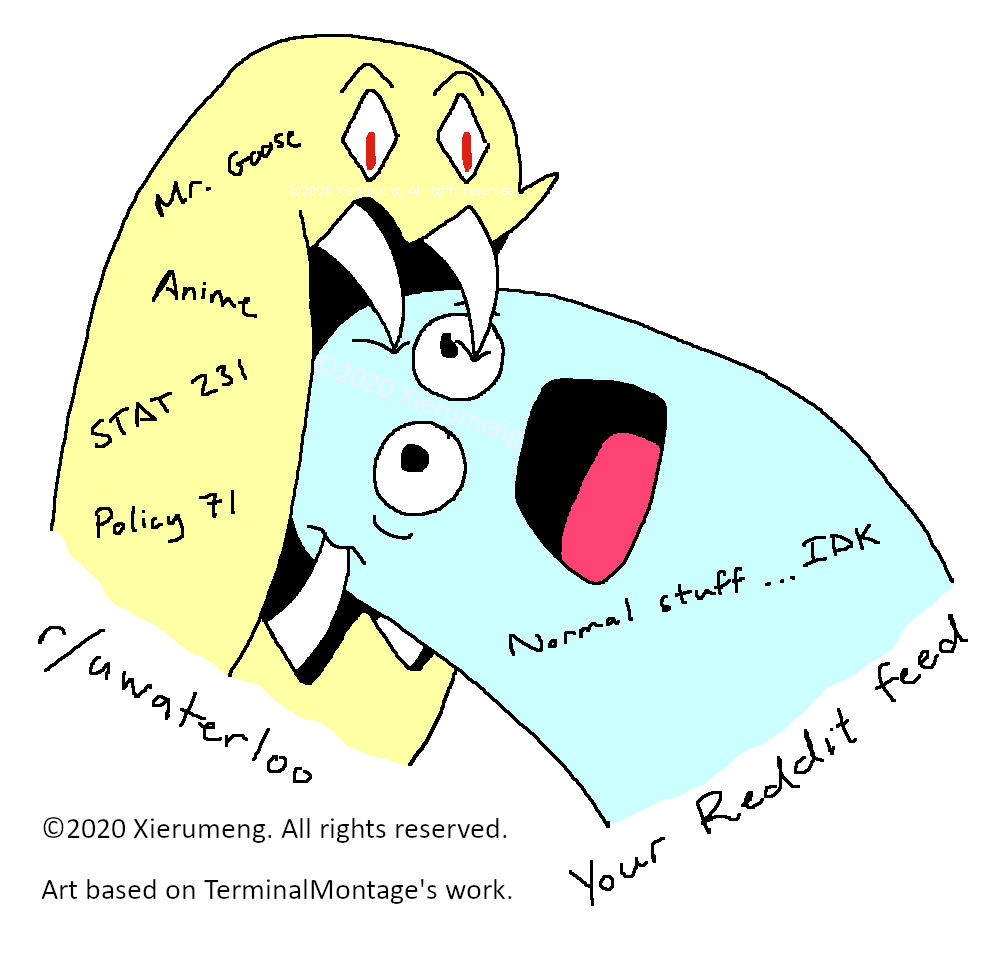 Mr. Goose
©2020 Xierumeng. All rights reserved.
Anime
©2020 Xierumeng.
STAT 231
Policy 71
Normal stuff ... IDK
r/uwaterloo
Your Reddit feed
©2020 Xierumeng. All rights reserved.
Art based on TerminalMontage's work.